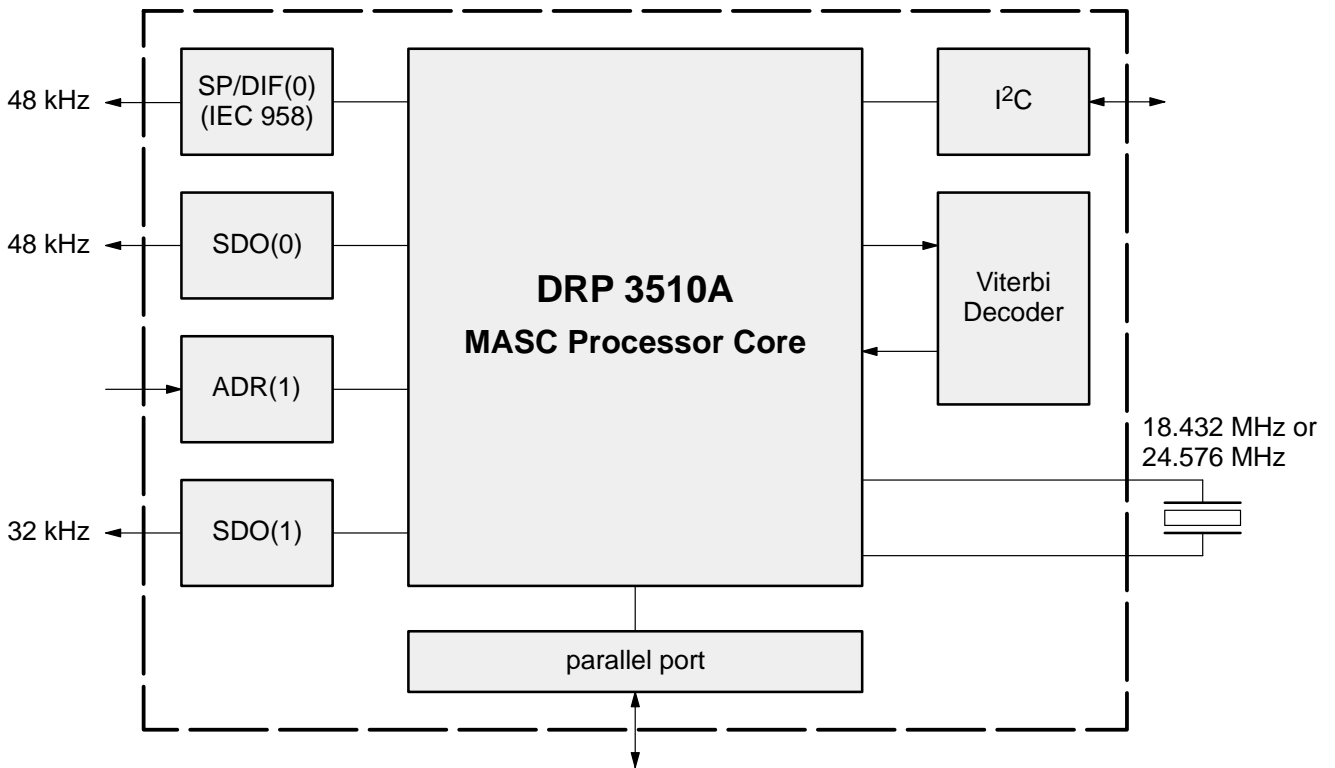 48 kHz
SP/DIF(0)
(IEC 958)
I²C
48 kHz
SDO(0)
DRP 3510A
MASC Processor Core
Viterbi
Decoder
ADR(1)
18.432 MHz or
24.576 MHz
32 kHz
SDO(1)
parallel port